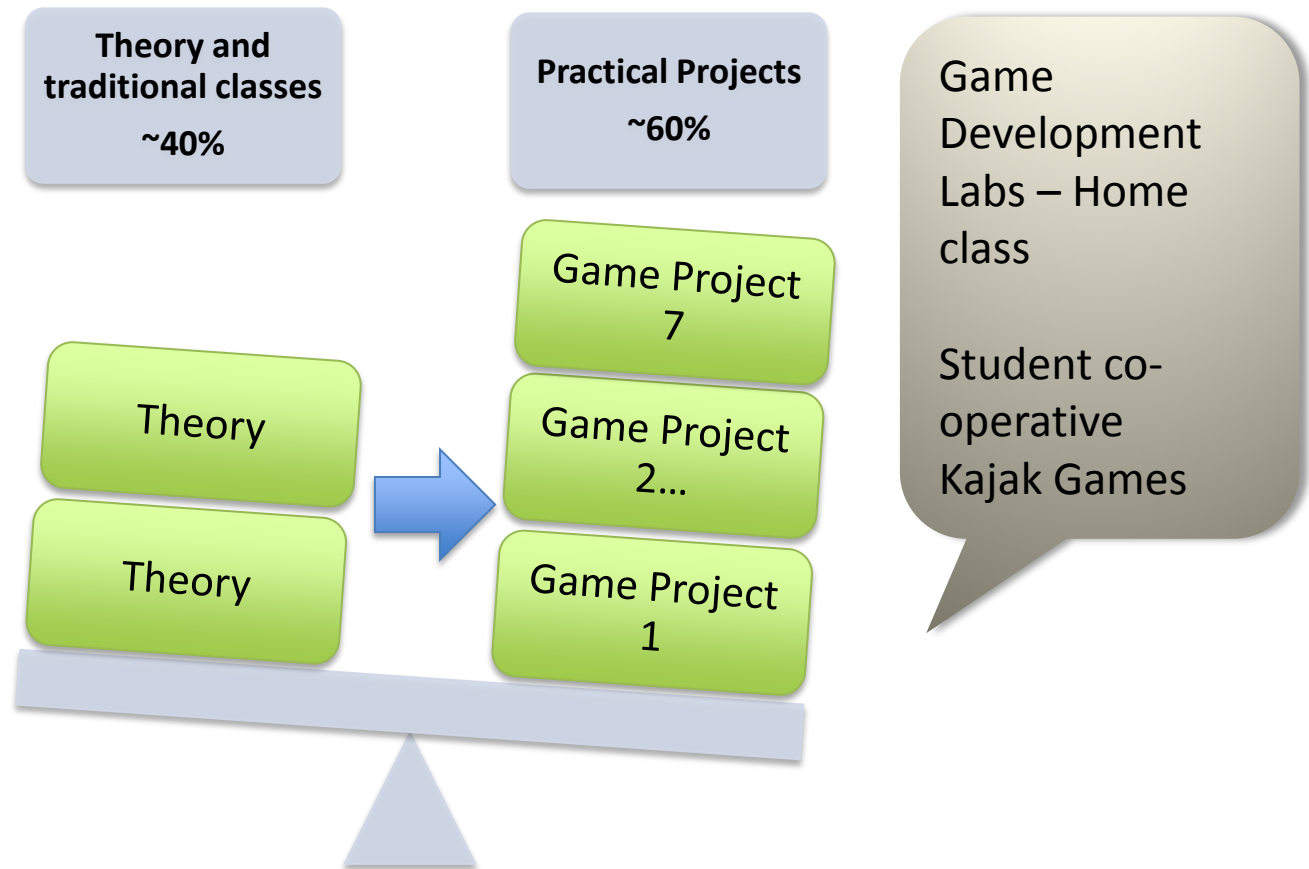 Theory and
traditional classes
~40%
Practical Projects
~60%
Game
Development
Labs – Home
class
Student co-
operative
Kajak Games
Game Project
7
Theory
Game Project
2...
Theory
Game Project
1